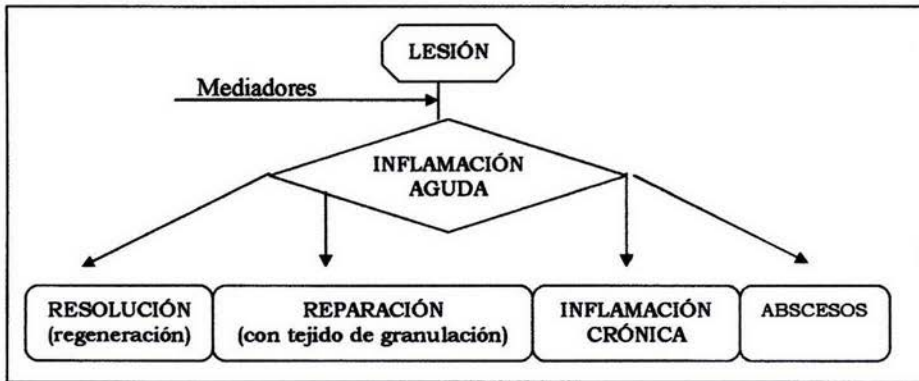 LESIÓN
Mediadores
INFLAMACIÓN
AGUDA
RESOLUCIÓN
(regeneración)
REPARACIÓN
(con tejido de granulación)
INFLAMACIÓN
CRÓNICA
ABSCESOS